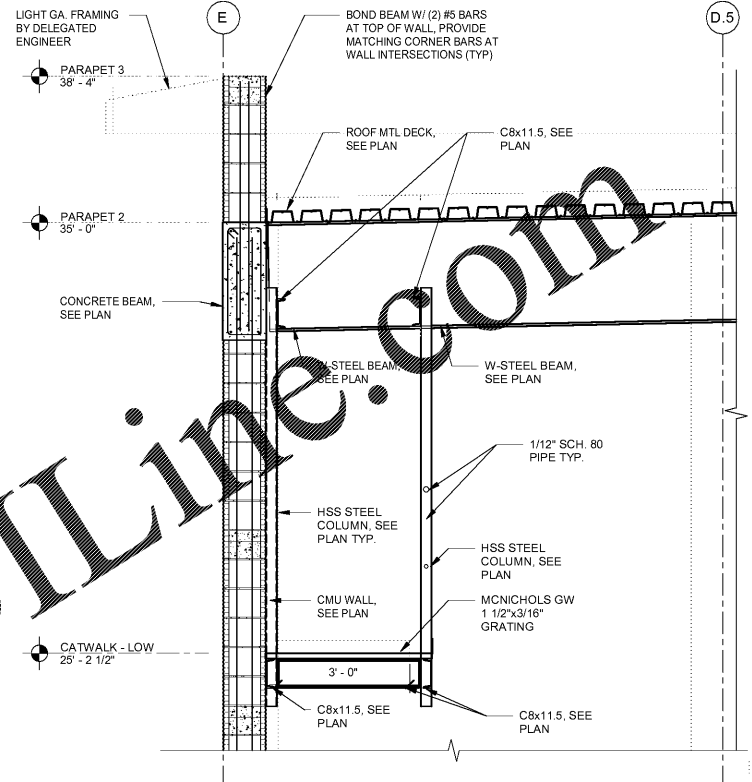 LIGHT GA. FRAMING
BY DELEGATED
ENGINEER
E
BOND BEAM W/ (2) #5 BARS
AT TOP OF WALL, PROVIDE
MATCHING CORNER BARS AT
WALL INTERSECTIONS (TYP)
D.5
PARAPET 3
38' - 4"
ROOF MTL DECK,
SEE PLAN
C8x11.5, SEE
PLAN
PARAPET 2
35' - 0"
CONCRETE BEAM,
SEE PLAN
W-STEEL BEAM,
SEE PLAN
W-STEEL BEAM,
SEE PLAN
1/12" SCH. 80
PIPE TYP.
HSS STEEL
COLUMN, SEE
PLAN TYP.
HSS STEEL
COLUMN, SEE
PLAN
CMU WALL,
SEE PLAN
MCNICHOLS GW
1 1/2"x3/16"
GRATING
CATWALK - LOW
25' - 2 1/2"
3' - 0"
C8x11.5, SEE
PLAN
C8x11.5, SEE
PLAN
E
D.5
ILine.com